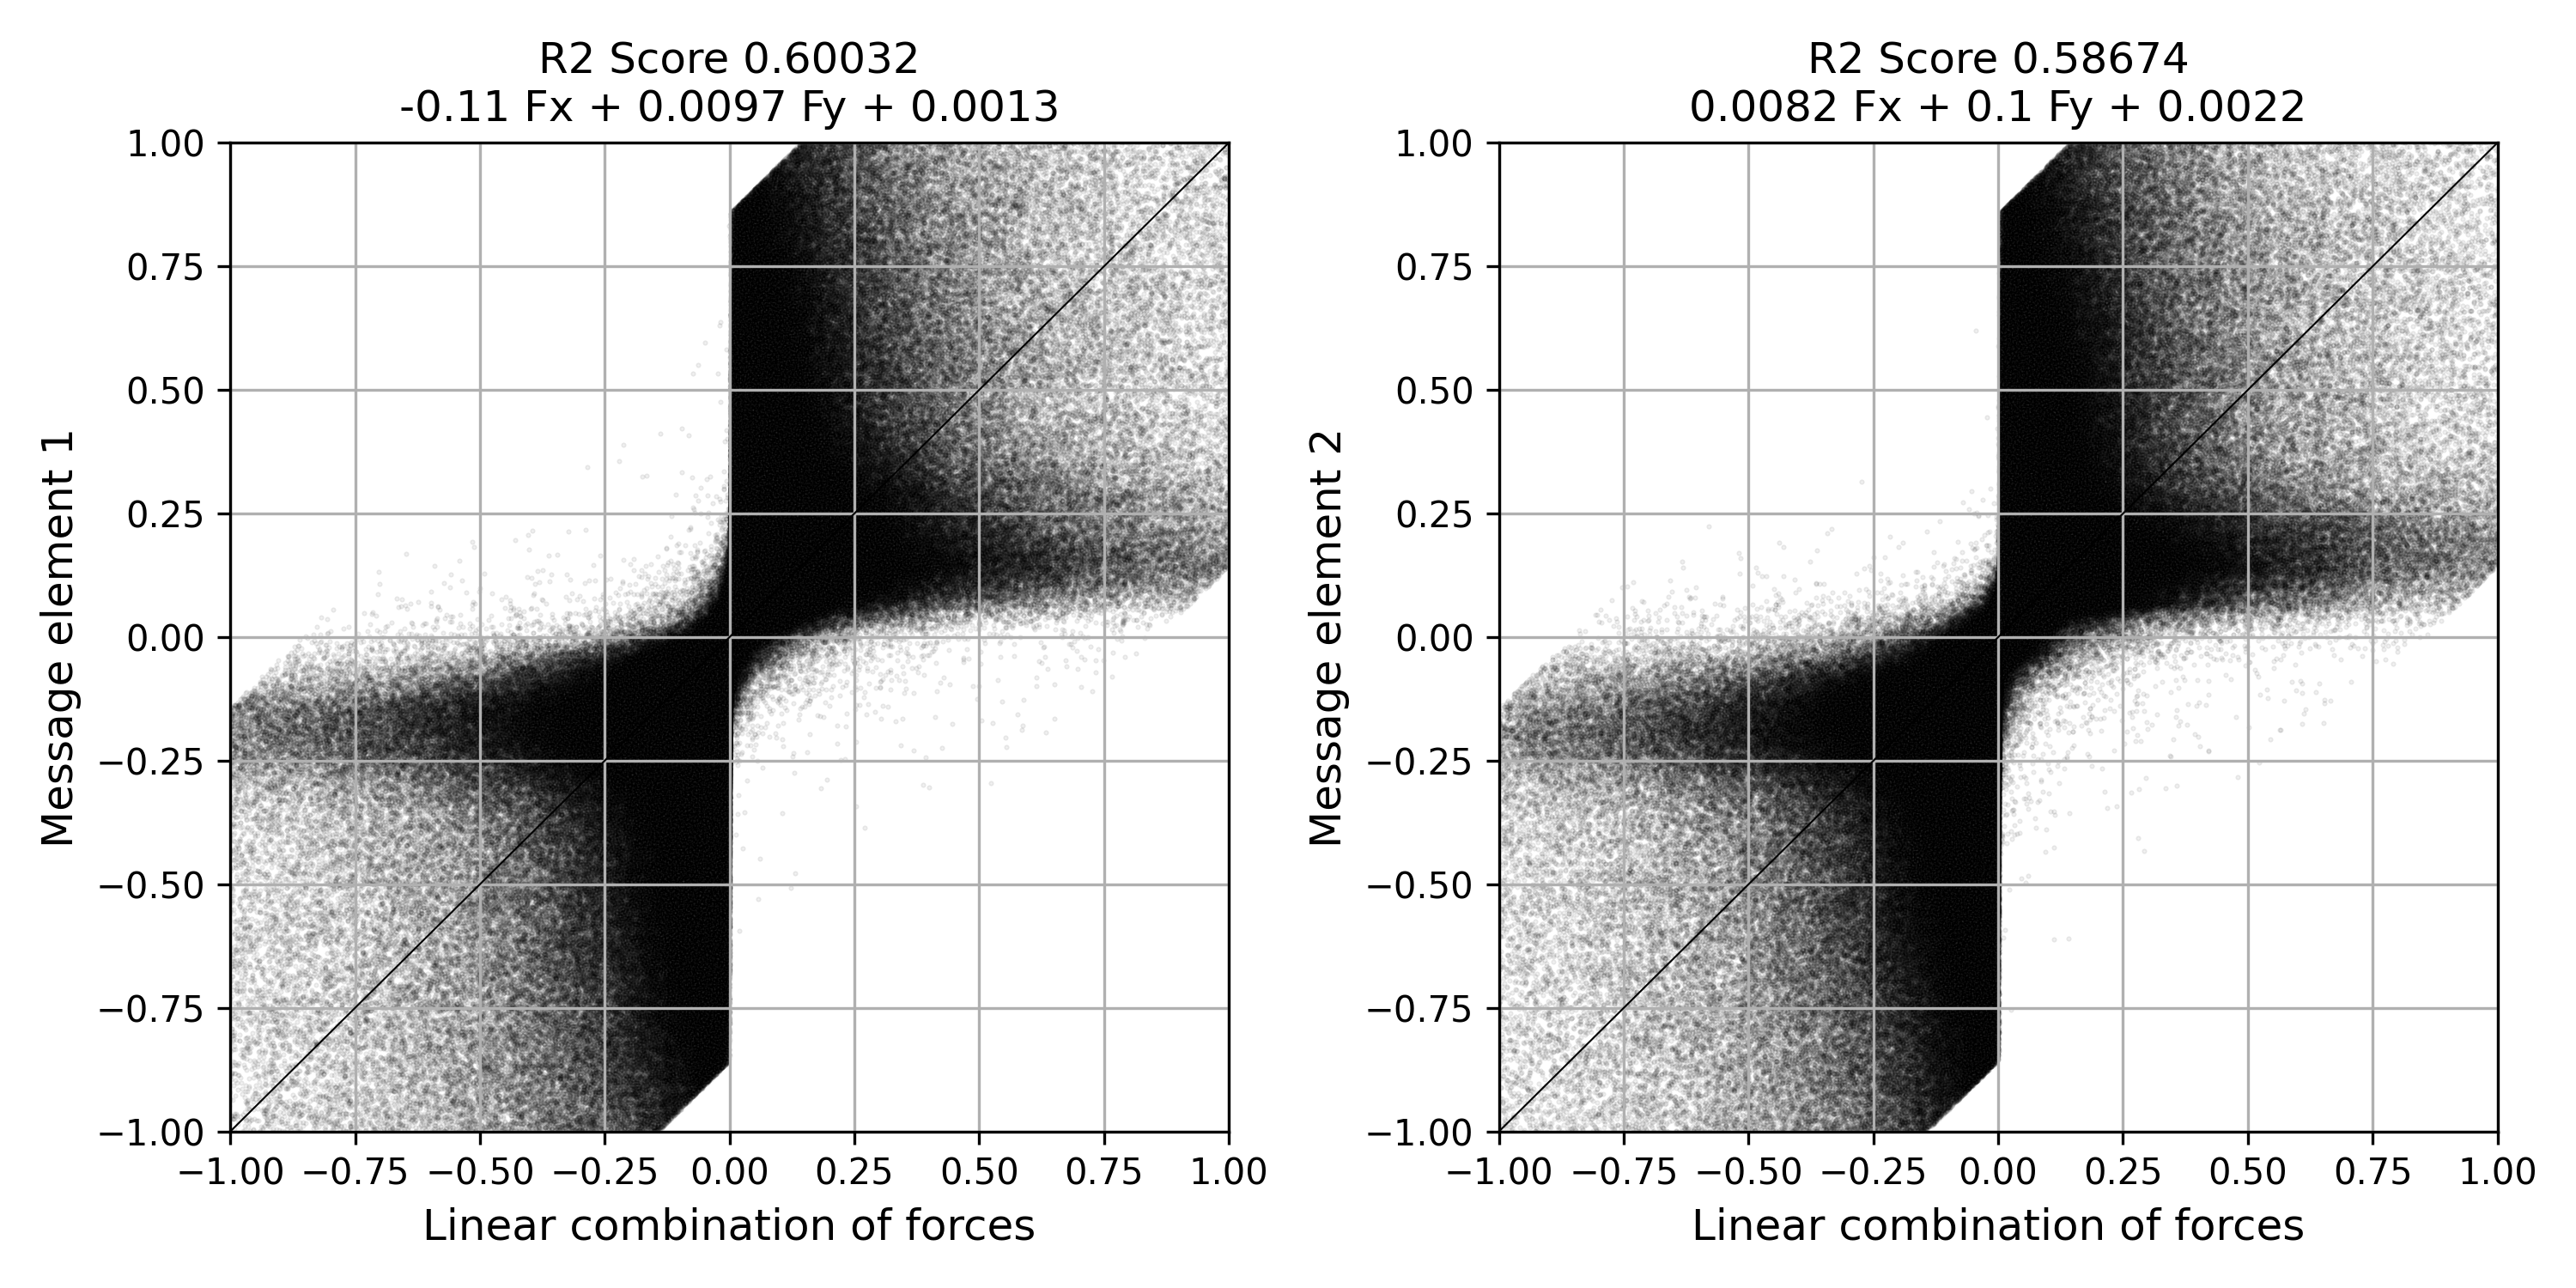 R2 Score 0.60032
-0.11 Fx + 0.0097 Fy + 0.0013
1.00
0.75
0.50
0.25
0.00
−0.25
−0.50
−0.75
−1.00
Message element 1
−1.00 −0.75 −0.50 −0.25 0.00 0.25 0.50 0.75 1.00
Linear combination of forces
R2 Score 0.58674
0.0082 Fx + 0.1 Fy + 0.0022
1.00
0.75
0.50
0.25
0.00
−0.25
−0.50
−0.75
−1.00
Message element 2
−1.00 −0.75 −0.50 −0.25 0.00 0.25 0.50 0.75 1.00
Linear combination of forces